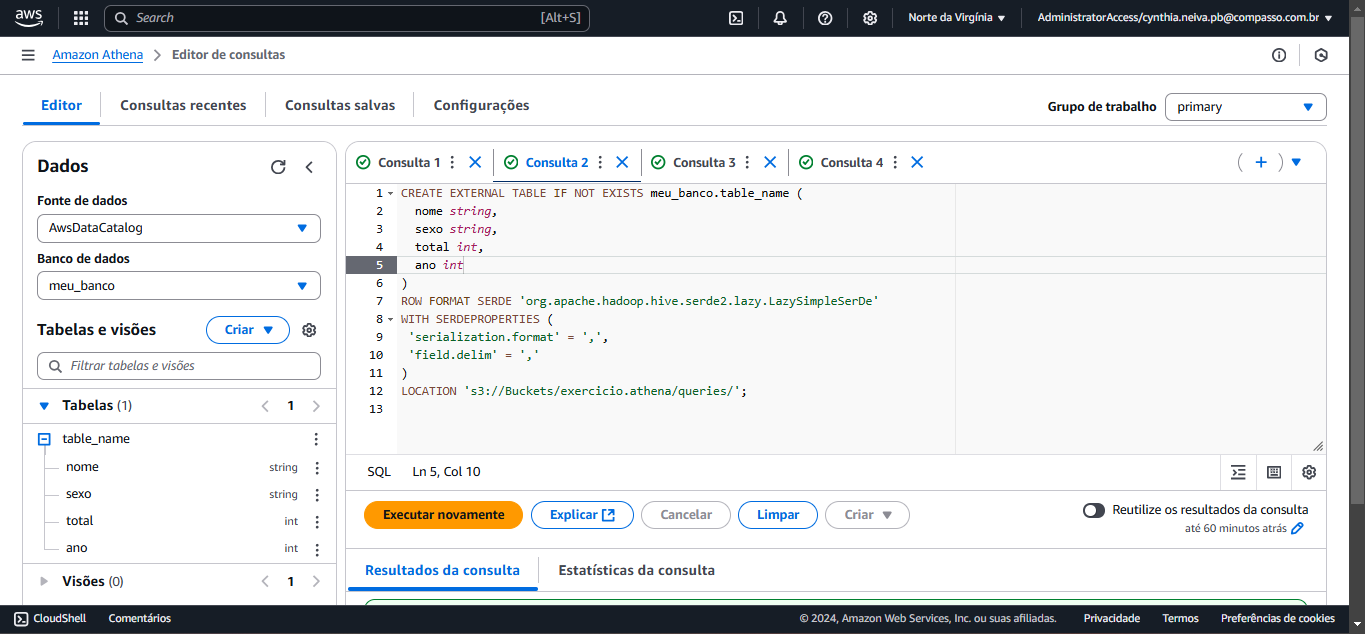 aws
Search
[Alt+S]
Norte da Virgínia
AdministratorAccess/cynthia.neiva.pb@compasso.com.br
Amazon Athena
Editor de consultas
Editor
Consultas recentes
Consultas salvas
Configurações
Grupo de trabalho
primary
Dados
Fonte de dados
AwsDataCatalog
Banco de dados
meu_banco
Tabelas e visões
Criar
Filtrar tabelas e visões
Tabelas (1)
1
table_name
nome string
sexo string
total int
ano int
Visões (0)
1
Consulta 1
Consulta 2
Consulta 3
Consulta 4
1 CREATE EXTERNAL TABLE IF NOT EXISTS meu_banco.table_name (
2 nome string,
3 sexo string,
4 total int,
5 ano int
6 )
7 ROW FORMAT SERDE 'org.apache.hadoop.hive.serde2.lazy.LazySimpleSerDe'
8 WITH SERDEPROPERTIES (
9 'serialization.format' = ',',
10 'field.delim' = ','
11 )
12 LOCATION 's3://Buckets/exercicio.athena/queries/';
13
SQL Ln 5, Col 10
Executar novamente
Explicar
Cancelar
Limpar
Criar
Reutilize os resultados da consulta
até 60 minutos atrás
Resultados da consulta
Estatísticas da consulta
CloudShell
Comentários
© 2024, Amazon Web Services, Inc. ou suas afiliadas.
Privacidade
Termos
Preferências de cookies